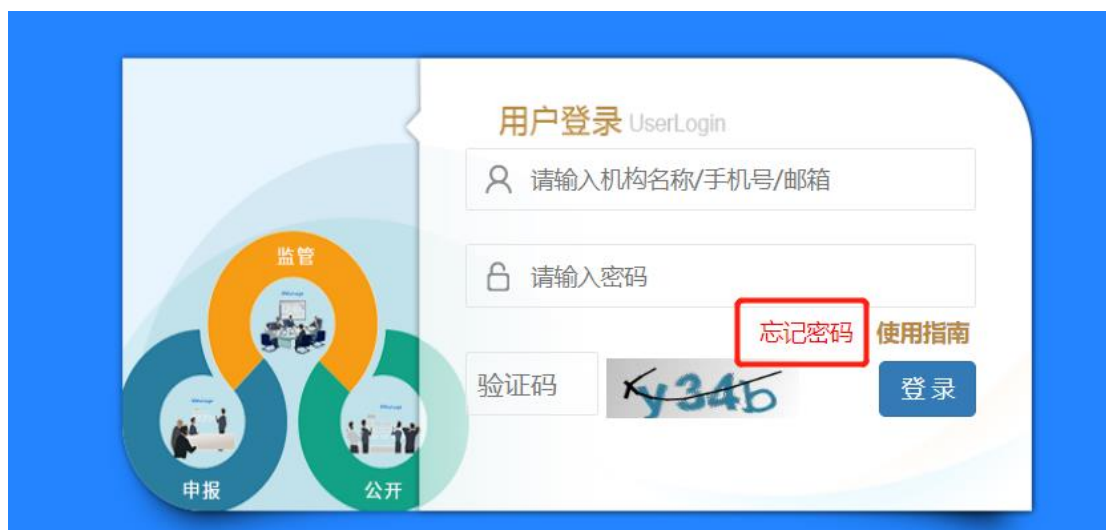 用户登录 UserLogin
请输入机构名称/手机号/邮箱
监管
请输入密码
忘记密码 使用指南
验证码 y34b 登录
申报 公开